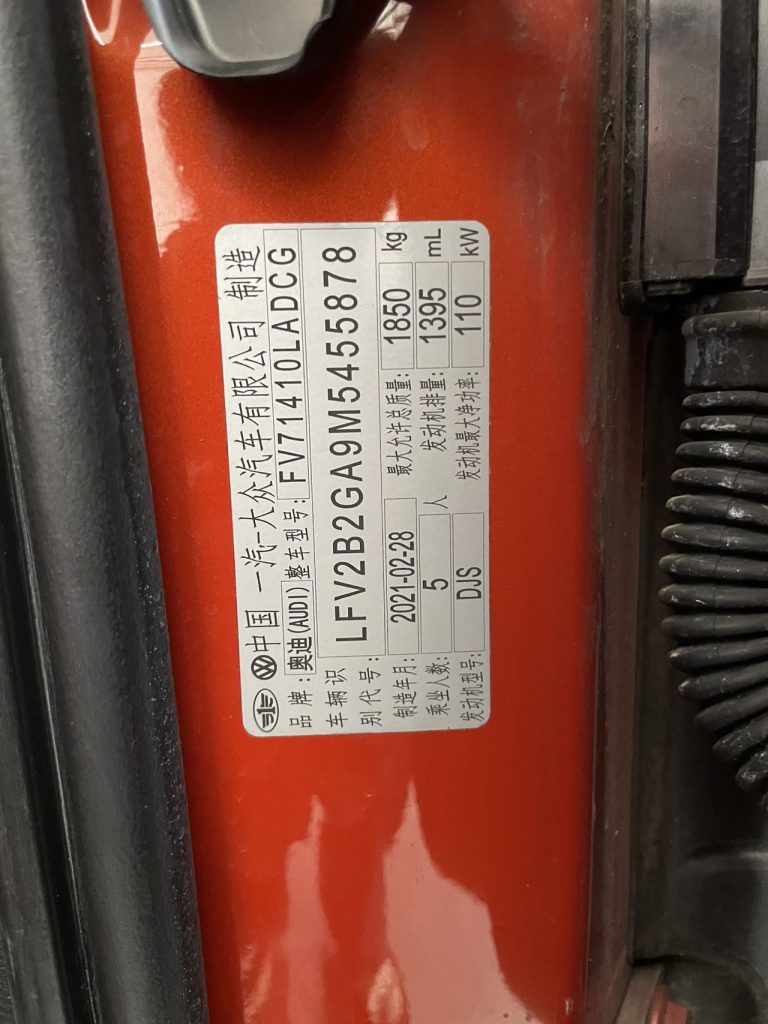 中国 一汽-大众汽车有限公司 制造
品牌: 奥迪(AUDI) 整车型号: FV71410LADCG
车辆识别代号: LFV2B2GA9M5455878
制造年月: 2021-02-28 最大允许总质量: 1850 kg
乘坐人数: 5 人 发动机排量: 1395 mL
发动机型号: DJS 发动机最大净功率: 110 kW